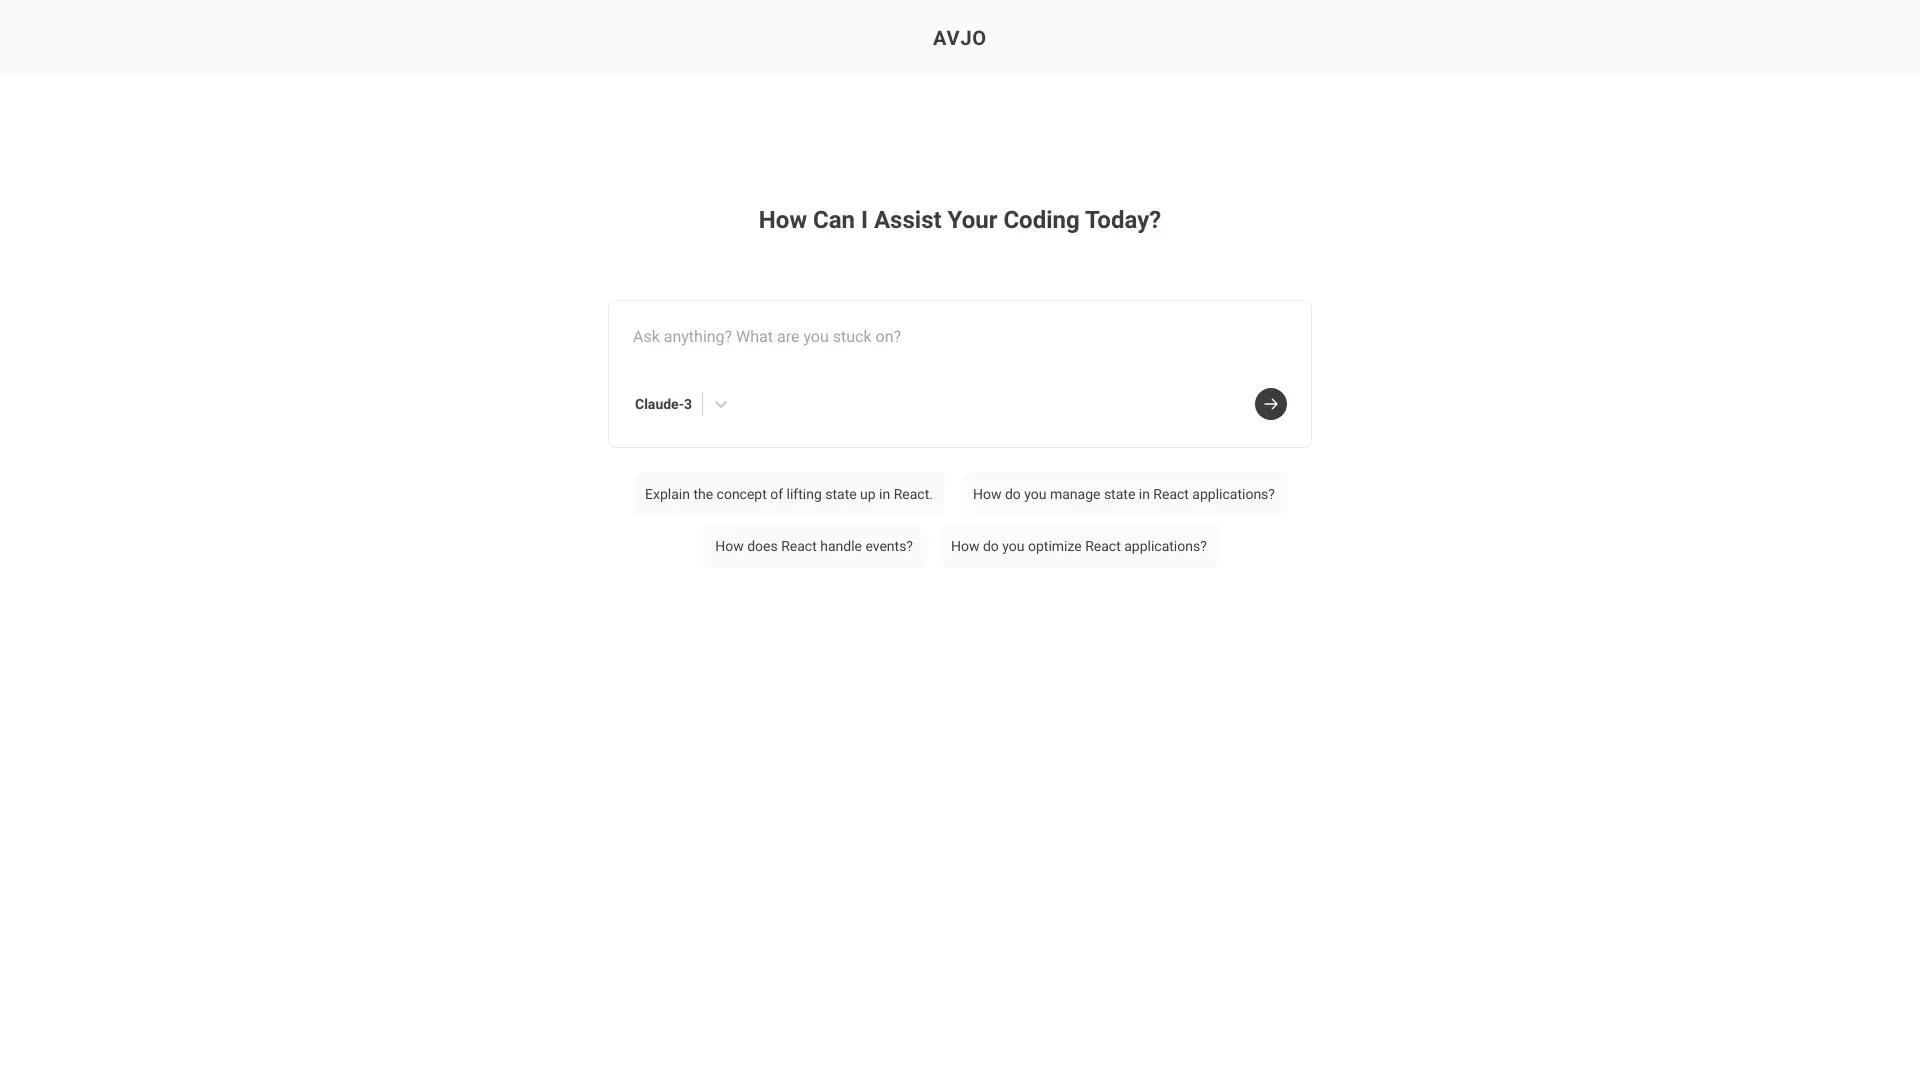 AVJO
How Can I Assist Your Coding Today?
Ask anything? What are you stuck on?
Claude-3
Explain the concept of lifting state up in React.
How do you manage state in React applications?
How does React handle events?
How do you optimize React applications?